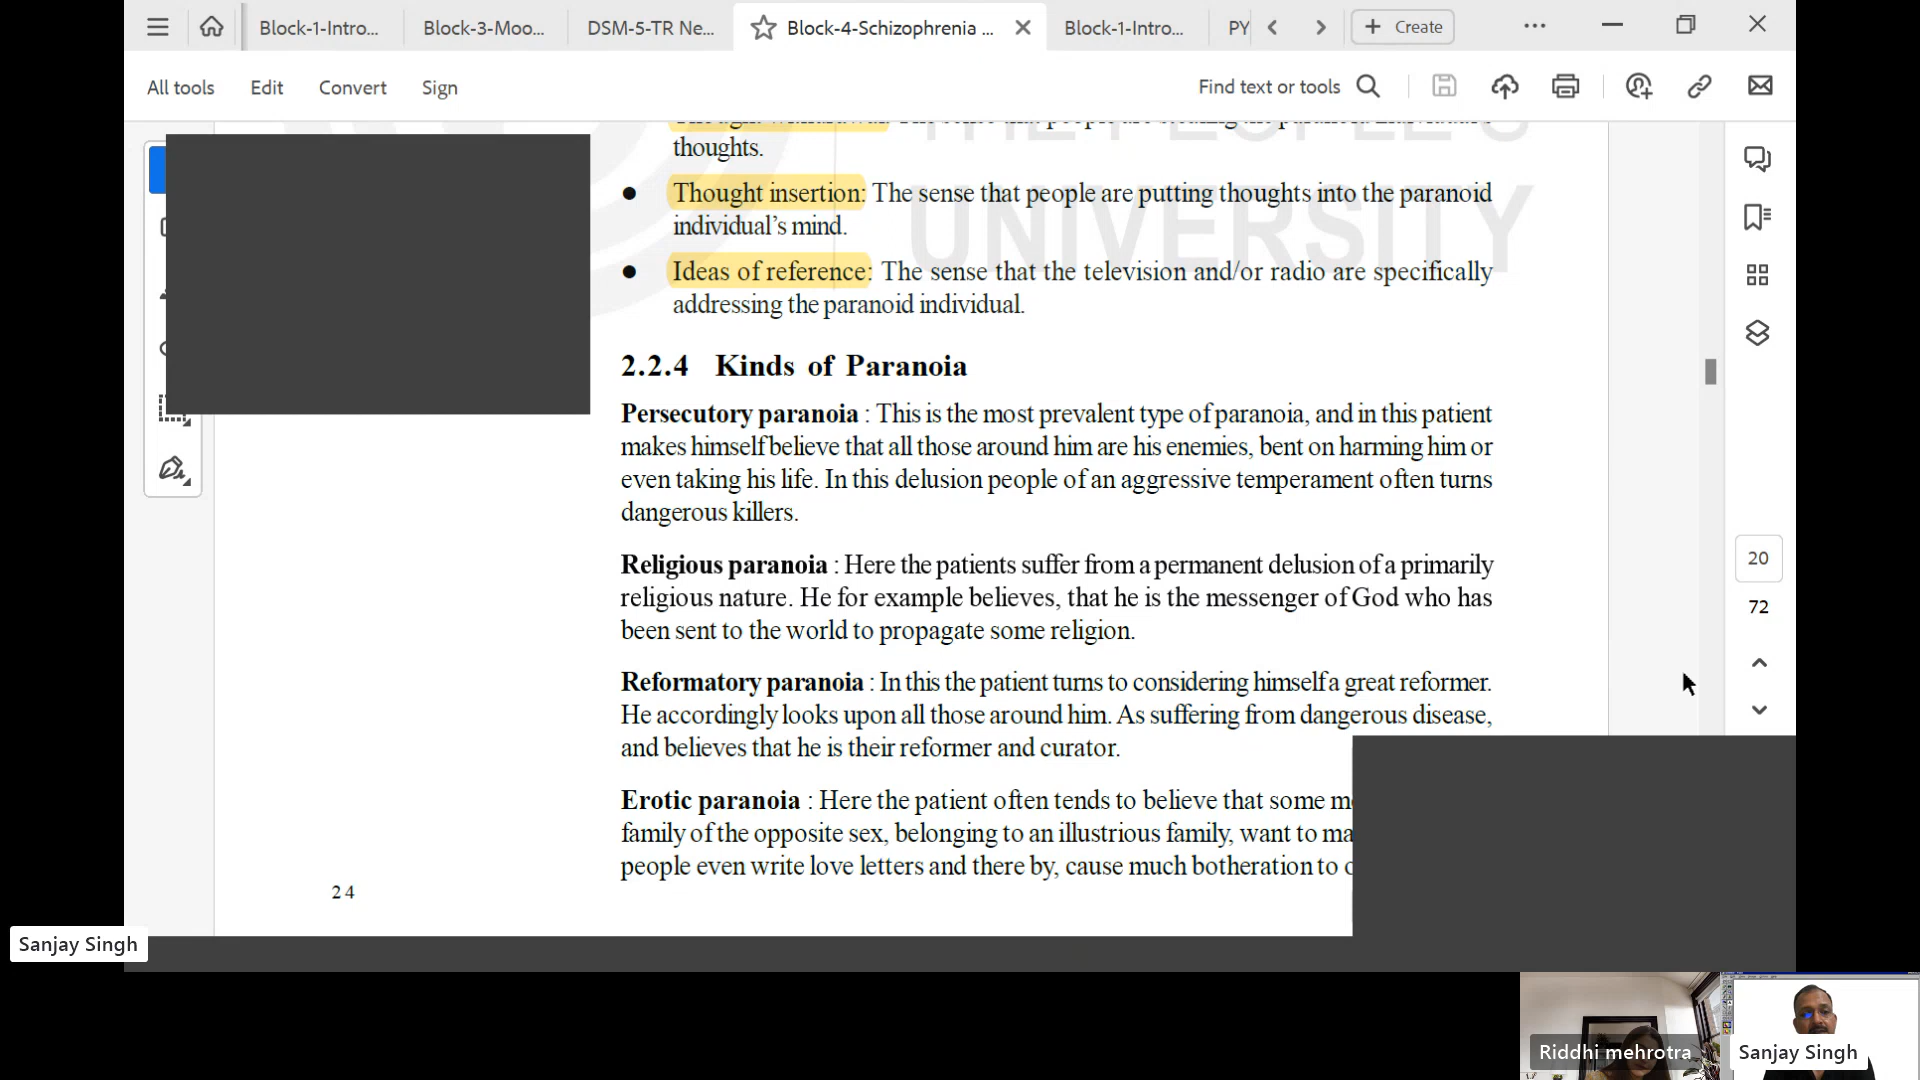 Block-1-Intro...
Block-3-Moo...
DSM-5-TR Ne...
Block-4-Schizophrenia ...
Block-1-Intro...
PY
Create
All tools
Edit
Convert
Sign
Find text or tools
thoughts.
THE PEOPLE'S
UNIVERSITY
● Thought insertion: The sense that people are putting thoughts into the paranoid
individual's mind.
● Ideas of reference: The sense that the television and/or radio are specifically
addressing the paranoid individual.
2.2.4 Kinds of Paranoia
Persecutory paranoia : This is the most prevalent type of paranoia, and in this patient
makes himself believe that all those around him are his enemies, bent on harming him or
even taking his life. In this delusion people of an aggressive temperament often turns
dangerous killers.
Religious paranoia : Here the patients suffer from a permanent delusion of a primarily
religious nature. He for example believes, that he is the messenger of God who has
been sent to the world to propagate some religion.
Reformatory paranoia : In this the patient turns to considering himself a great reformer.
He accordingly looks upon all those around him. As suffering from dangerous disease,
and believes that he is their reformer and curator.
Erotic paranoia : Here the patient often tends to believe that some
family of the opposite sex, belonging to an illustrious family, want to
people even write love letters and there by, cause much botheration to
24
20
72
Sanjay Singh
Riddhi mehrotra
Sanjay Singh